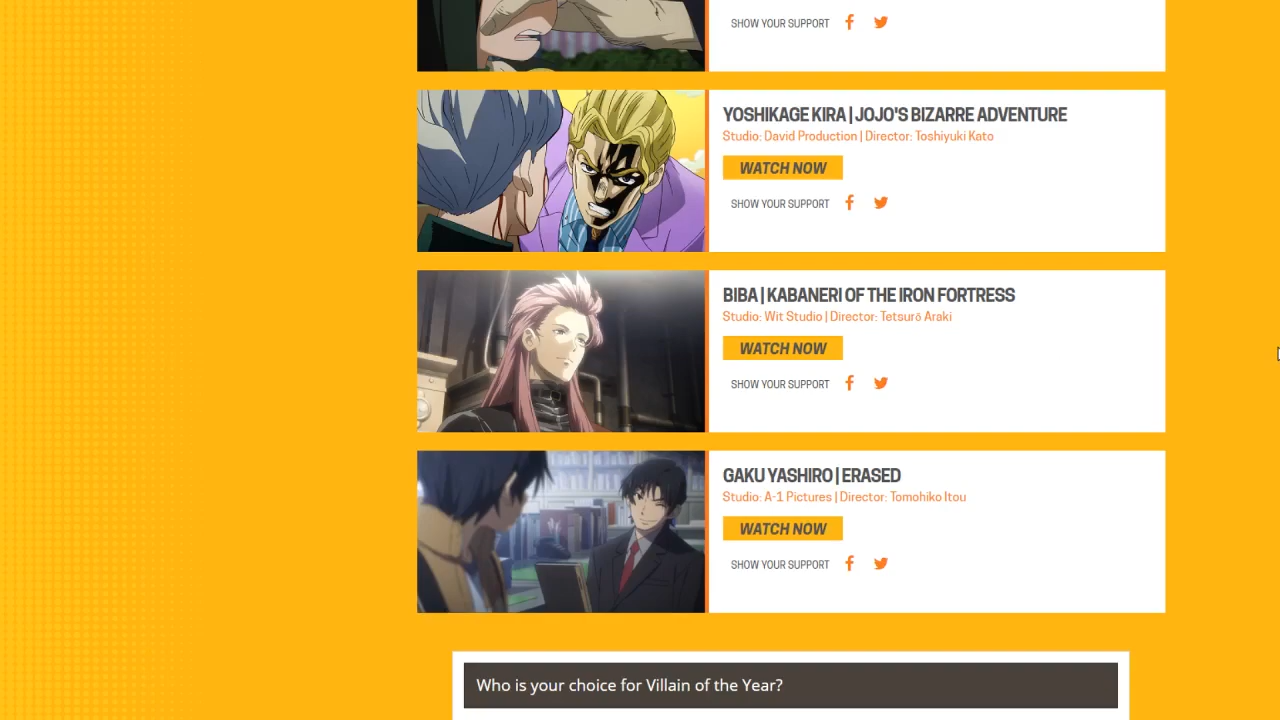 SHOW YOUR SUPPORT
YOSHIKAGE KIRA | JOJO'S BIZARRE ADVENTURE
Studio: David Production | Director: Toshiyuki Kato
WATCH NOW
SHOW YOUR SUPPORT
BIBA | KABANERI OF THE IRON FORTRESS
Studio: Wit Studio | Director: Tetsurō Araki
WATCH NOW
SHOW YOUR SUPPORT
GAKU YASHIRO | ERASED
Studio: A-1 Pictures | Director: Tomohiko Itou
WATCH NOW
SHOW YOUR SUPPORT
Who is your choice for Villain of the Year?